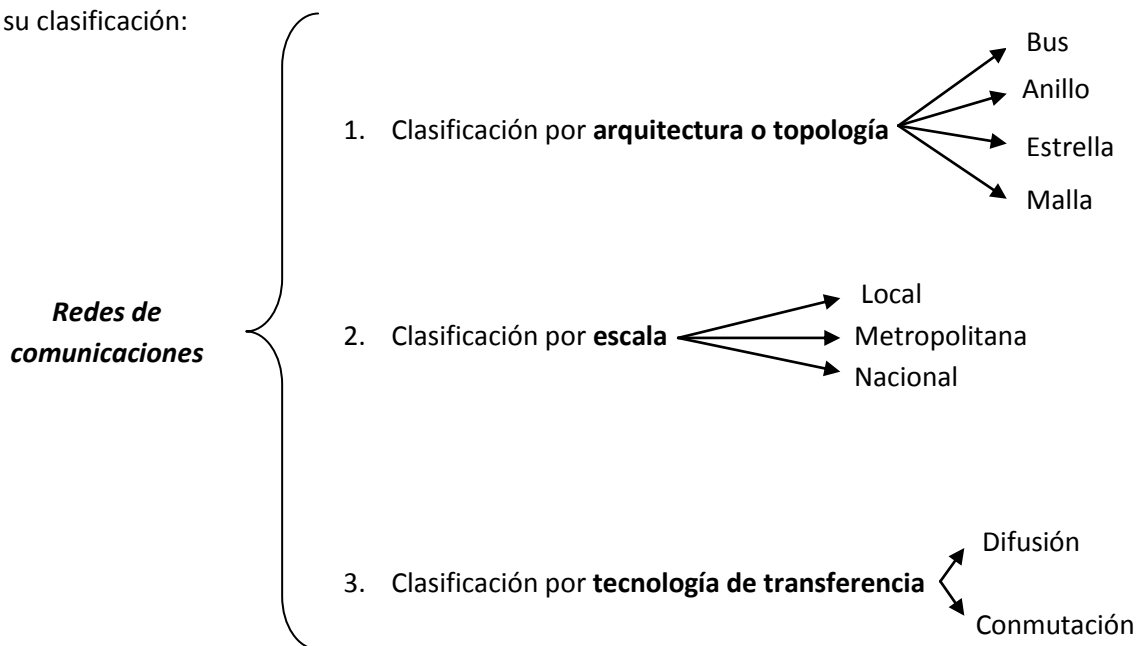 su clasificación:
Redes de
comunicaciones
1. Clasificación por arquitectura o topología
Bus
Anillo
Estrella
Malla
2. Clasificación por escala
Local
Metropolitana
Nacional
3. Clasificación por tecnología de transferencia
Difusión
Conmutación